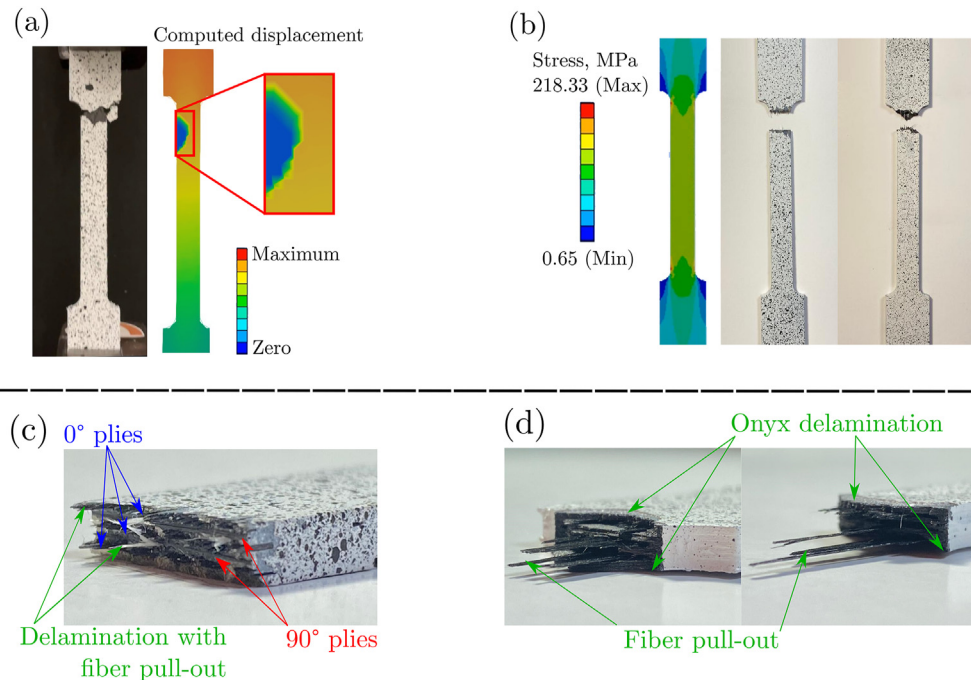 (a)
Computed displacement
Maximum
Zero
(b)
Stress, MPa
218.33 (Max)
0.65 (Min)
(c)
0° plies
Delamination with
fiber pull-out
90° plies
(d)
Onyx delamination
Fiber pull-out